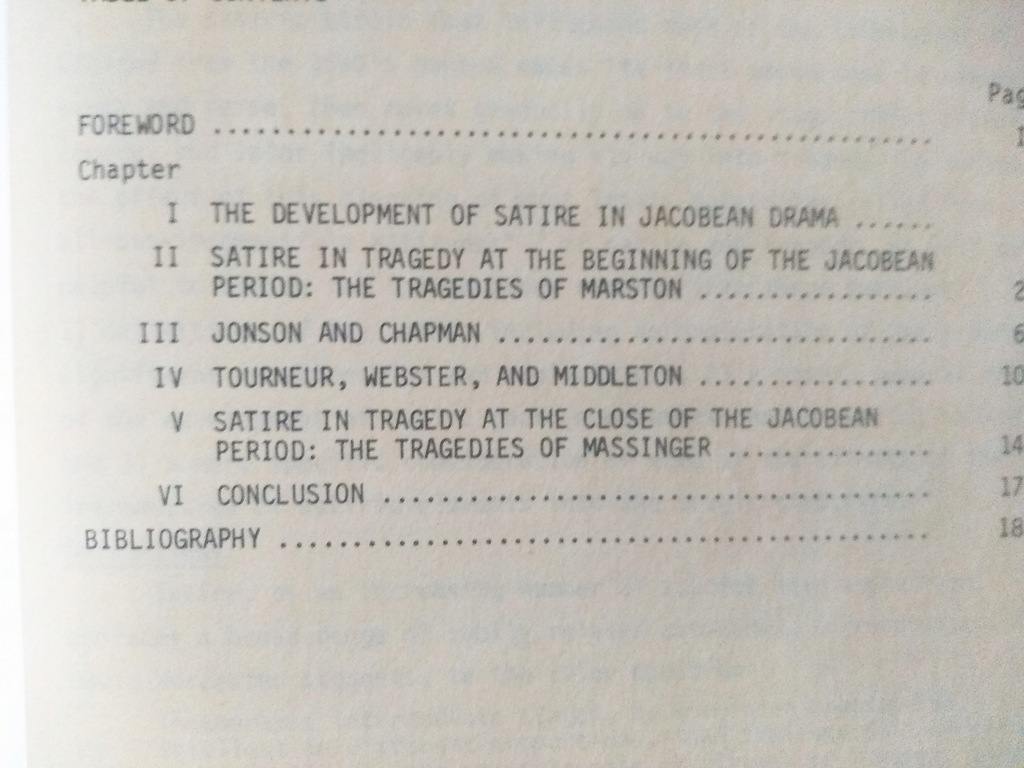 TABLE OF CONTENTS
Pag
FOREWORD ................................................. 1
Chapter
I THE DEVELOPMENT OF SATIRE IN JACOBEAN DRAMA ......
II SATIRE IN TRAGEDY AT THE BEGINNING OF THE JACOBEAN
PERIOD: THE TRAGEDIES OF MARSTON ................ 2
III JONSON AND CHAPMAN .............................. 6
IV TOURNEUR, WEBSTER, AND MIDDLETON ................ 10
V SATIRE IN TRAGEDY AT THE CLOSE OF THE JACOBEAN
PERIOD: THE TRAGEDIES OF MASSINGER .............. 14
VI CONCLUSION ...................................... 17
BIBLIOGRAPHY ............................................. 18